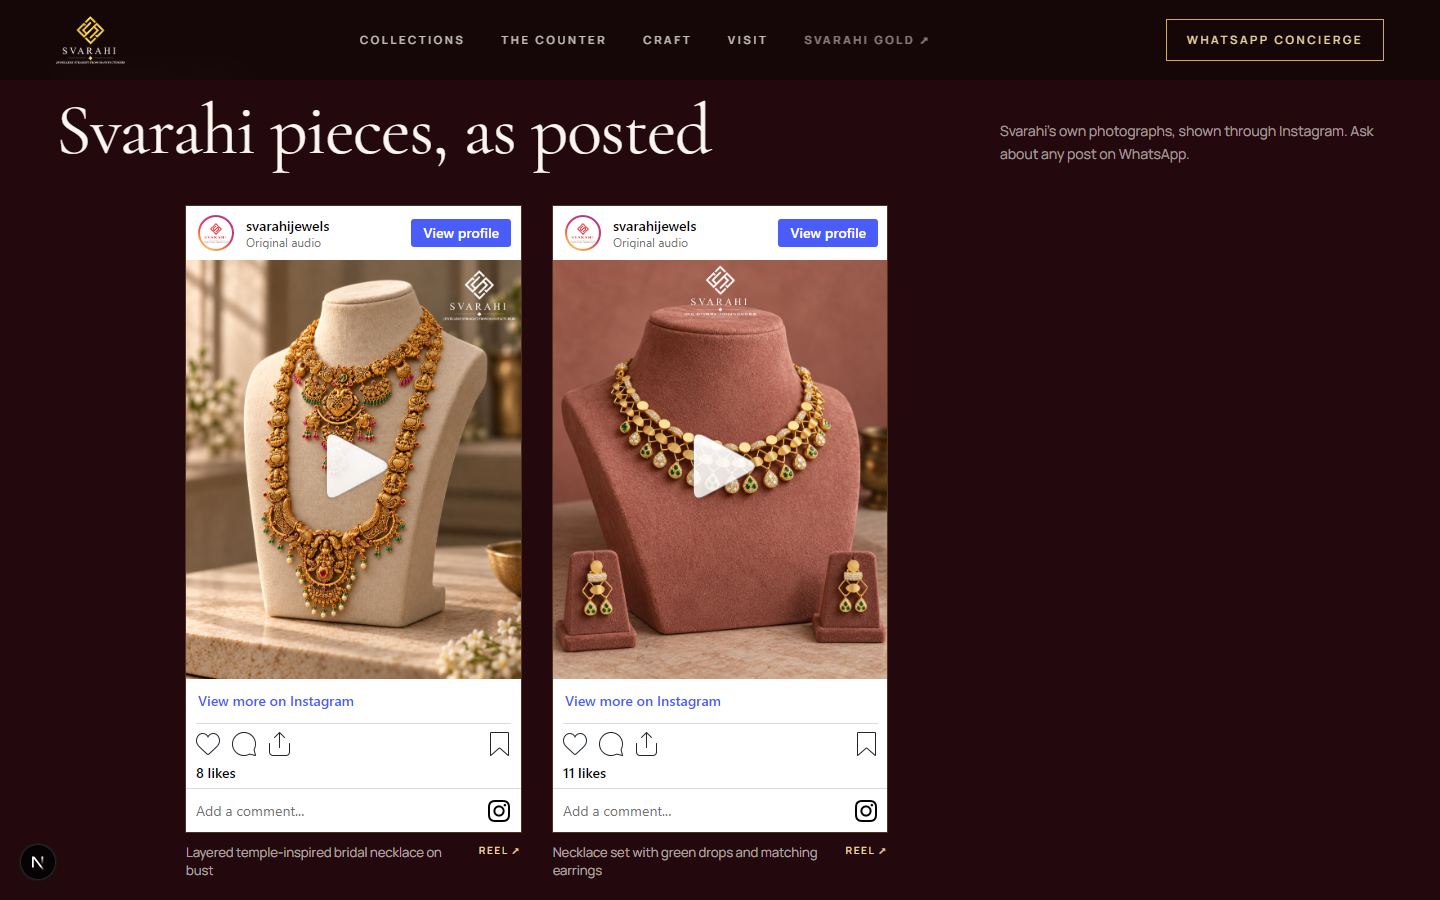 SVARAHI
COLLECTIONS
THE COUNTER
CRAFT
VISIT
SVARAHI GOLD ↗
WHATSAPP CONCIERGE
Svarahi pieces, as posted
Svarahi's own photographs, shown through Instagram. Ask
about any post on WhatsApp.
svarahijewels
Original audio
View profile
SVARAHI
View more on Instagram
8 likes
Add a comment...
Layered temple-inspired bridal necklace on
bust
REEL ↗
svarahijewels
Original audio
View profile
SVARAHI
View more on Instagram
11 likes
Add a comment...
Necklace set with green drops and matching
earrings
REEL ↗
N